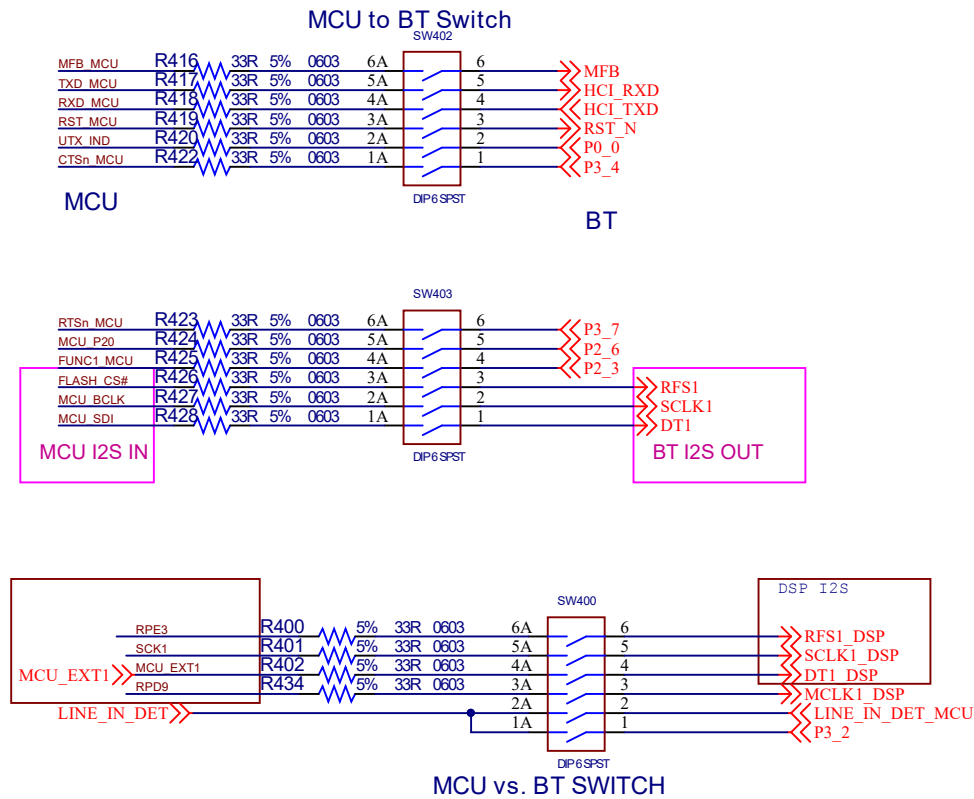 MCU to BT Switch
SW402
MFB_MCU R416 33R 5% 0603 6A 6 MFB
TXD_MCU R417 33R 5% 0603 5A 5 HCI_RXD
RXD_MCU R418 33R 5% 0603 4A 4 HCI_TXD
RST_MCU R419 33R 5% 0603 3A 3 RST_N
UTX_IND R420 33R 5% 0603 2A 2 P0_0
CTSn_MCU R422 33R 5% 0603 1A 1 P3_4
MCU
DIP6SPST
BT
SW403
RTSn_MCU R423 33R 5% 0603 6A 6 P3_7
MCU_P20 R424 33R 5% 0603 5A 5 P2_6
FUNC1_MCU R425 33R 5% 0603 4A 4 P2_3
FLASH_CS# R426 33R 5% 0603 3A 3 RFS1
MCU_BCLK R427 33R 5% 0603 2A 2 SCLK1
MCU_SDI R428 33R 5% 0603 1A 1 DT1
MCU I2S IN
DIP6SPST
BT I2S OUT
DSP I2S
SW400
RPE3 R400 5% 33R 0603 6A 6 RFS1_DSP
SCK1 R401 5% 33R 0603 5A 5 SCLK1_DSP
MCU_EXT1 MCU_EXT1 R402 5% 33R 0603 4A 4 DT1_DSP
RPD9 R434 5% 33R 0603 3A 3 MCLK1_DSP
LINE_IN_DET 2A 2 LINE_IN_DET_MCU
1A 1 P3_2
DIP6SPST
MCU vs. BT SWITCH